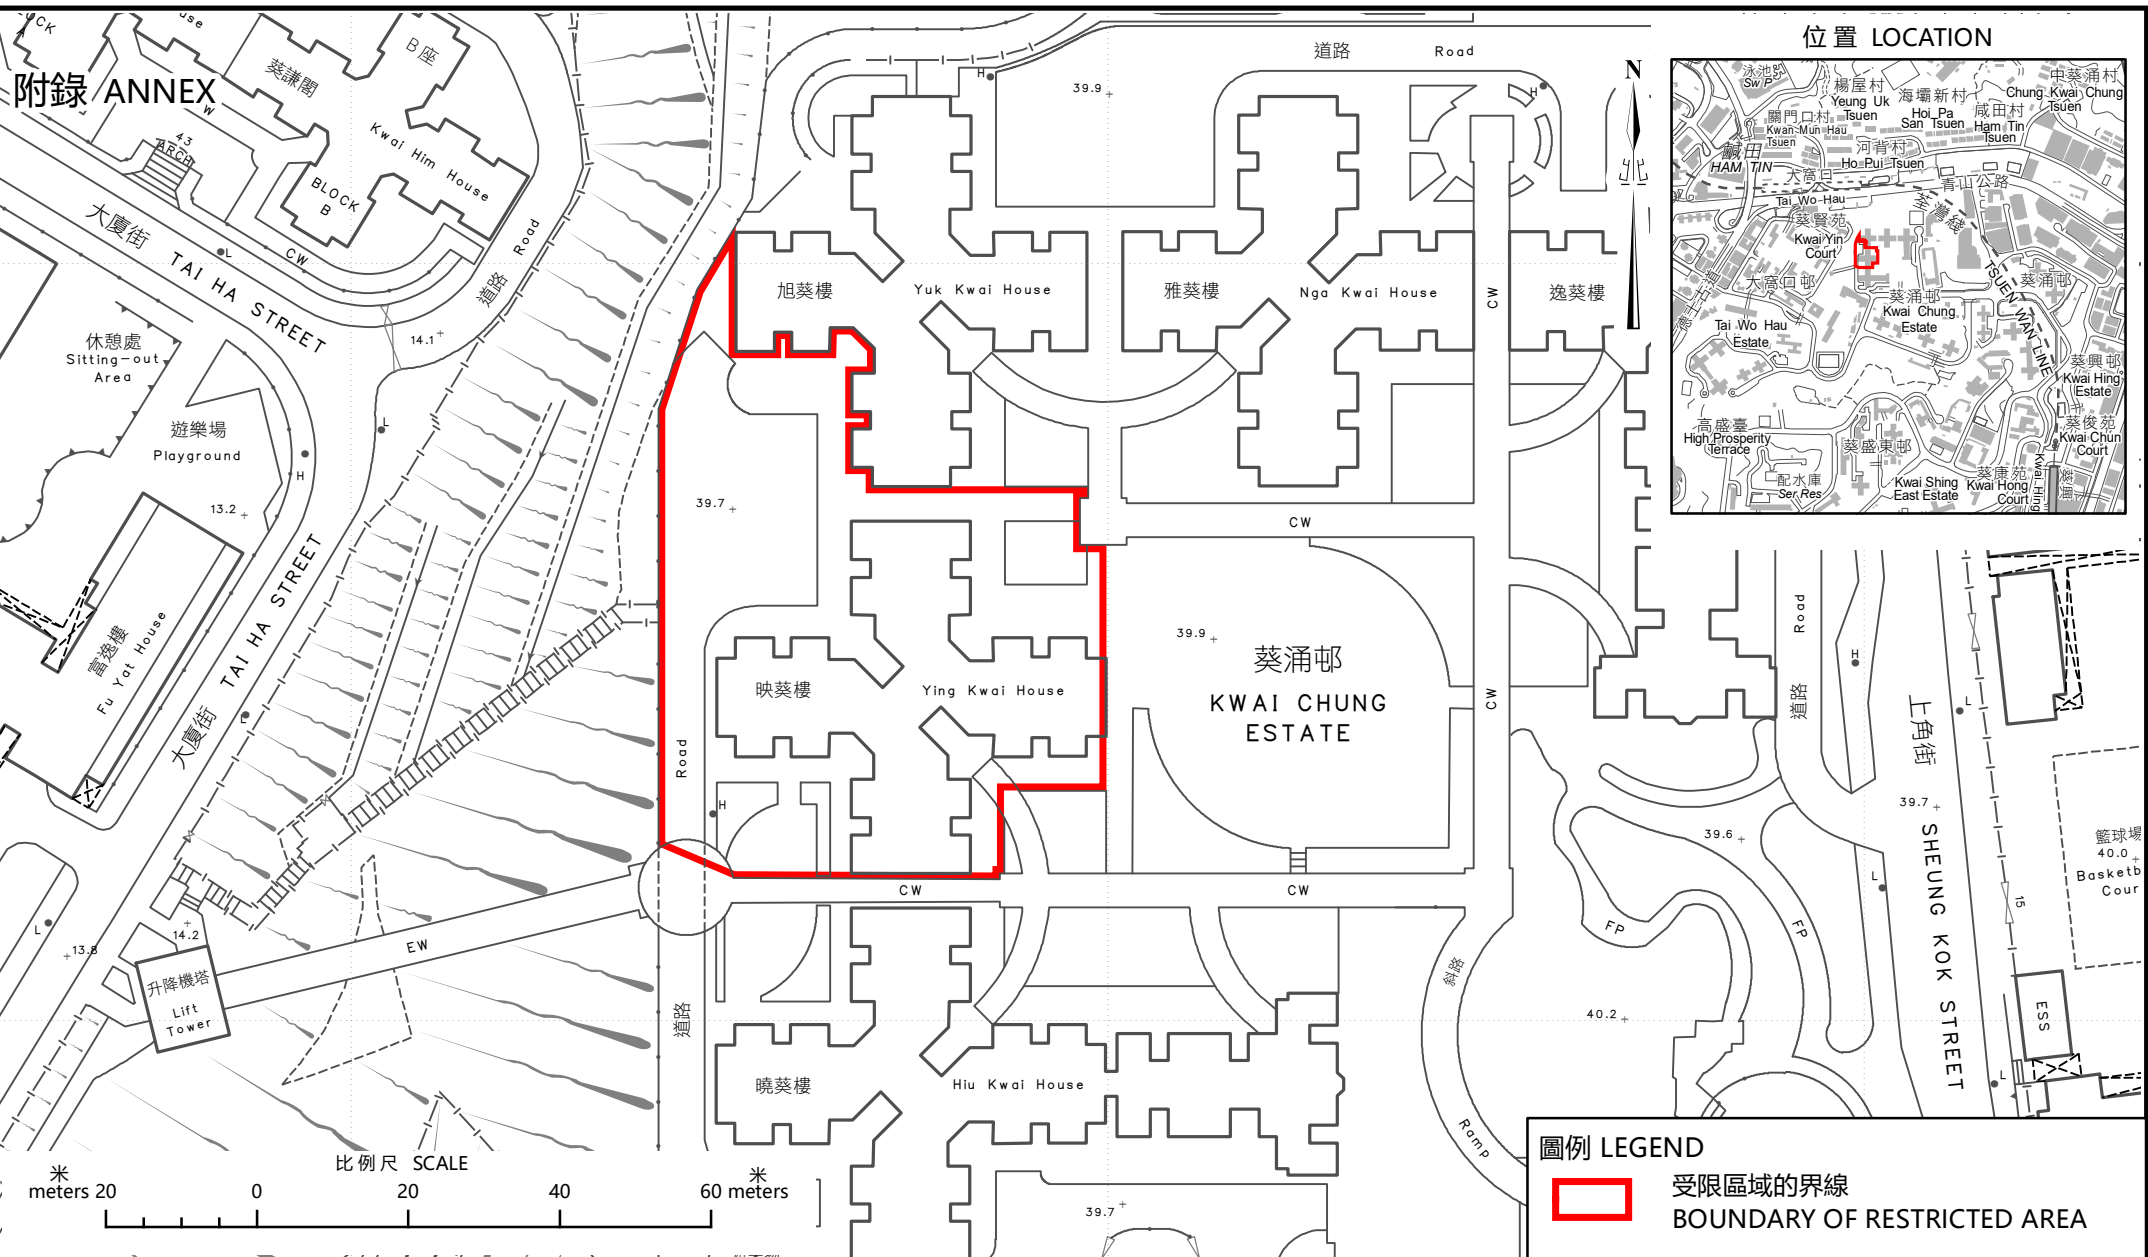 附錄 ANNEX
位置 LOCATION
泳池
Sw P
楊屋村
Yeung Uk
Tsuen
海壩新村
Hoi Pa
San Tsuen
中葵涌村
Chung Kwai Chung
Tsuen
咸田村
Ham Tin
Tsuen
關門口村
Kwan Mun Hau
Tsuen
鹹田
HAM TIN
河背村
Ho Pui Tsuen
大窩口
Tai Wo Hau
青山公路
荃灣綫
TSUEN WAN LINE
葵賢苑
Kwai Yin
Court
大窩口邨
Tai Wo Hau
Estate
德士古道
葵涌邨
Kwai Chung
Estate
葵涌邨
葵興邨
Kwai Hing
Estate
葵俊苑
Kwai Chun
Court
高盛臺
High Prosperity
Terrace
葵盛東邨
Kwai Shing
East Estate
配水庫
Ser Res
葵康苑
Kwai Hong
Court
Kwai Hing
葵興
葵謙閣
B座
Kwai Him House
BLOCK
B
43
ARCH
CW
大廈街
TAI HA STREET
道路 Road
14.1
休憩處
Sitting-out
Area
遊樂場
Playground
13.2
富逸樓
Fu Yat House
大廈街 TAI HA STREET
13.8
14.2
升降機塔
Lift
Tower
EW
道路 Road
39.9
旭葵樓 Yuk Kwai House
雅葵樓 Nga Kwai House
逸葵樓
CW
39.7
CW
39.9
葵涌邨
KWAI CHUNG
ESTATE
映葵樓 Ying Kwai House
Road
道路
CW
CW
CW
曉葵樓 Hiu Kwai House
39.7
斜路
Ramp
FP
FP
39.6
40.2
Road
道路
上角街
39.7
SHEUNG KOK STREET
籃球場
40.0
Basketb
Cour
15
ESS
H
H
H
H
H
L
L
L
L
L
L
L
比例尺 SCALE
米
meters 20 0 20 40 60 meters
米
圖例 LEGEND
受限區域的界線
BOUNDARY OF RESTRICTED AREA